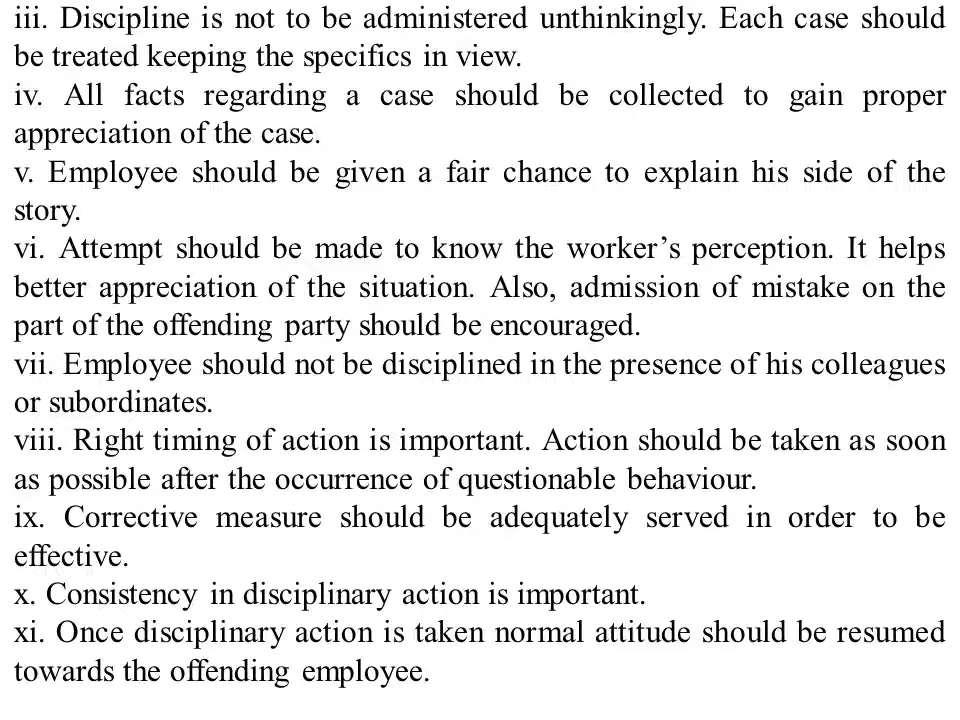 iii. Discipline is not to be administered unthinkingly. Each case should
be treated keeping the specifics in view.
iv. All facts regarding a case should be collected to gain proper
appreciation of the case.
v. Employee should be given a fair chance to explain his side of the
story.
vi. Attempt should be made to know the worker’s perception. It helps
better appreciation of the situation. Also, admission of mistake on the
part of the offending party should be encouraged.
vii. Employee should not be disciplined in the presence of his colleagues
or subordinates.
viii. Right timing of action is important. Action should be taken as soon
as possible after the occurrence of questionable behaviour.
ix. Corrective measure should be adequately served in order to be
effective.
x. Consistency in disciplinary action is important.
xi. Once disciplinary action is taken normal attitude should be resumed
towards the offending employee.